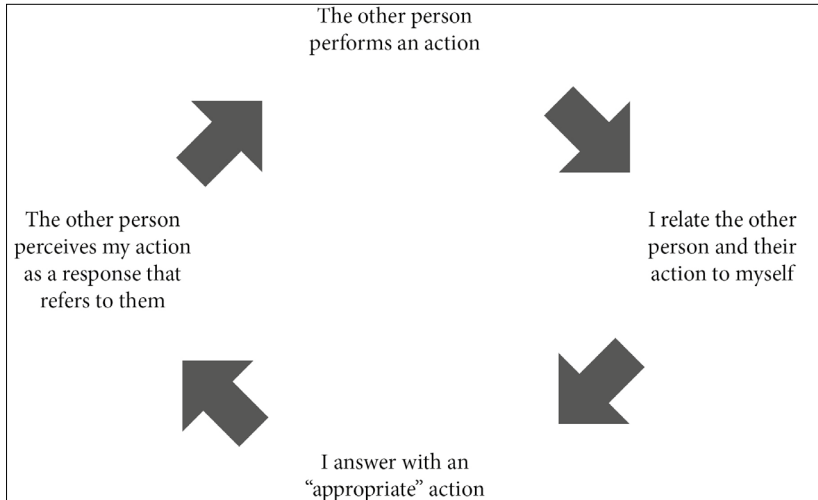 The other person
performs an action
I relate the other
person and their
action to myself
I answer with an
“appropriate” action
The other person
perceives my action
as a response that
refers to them